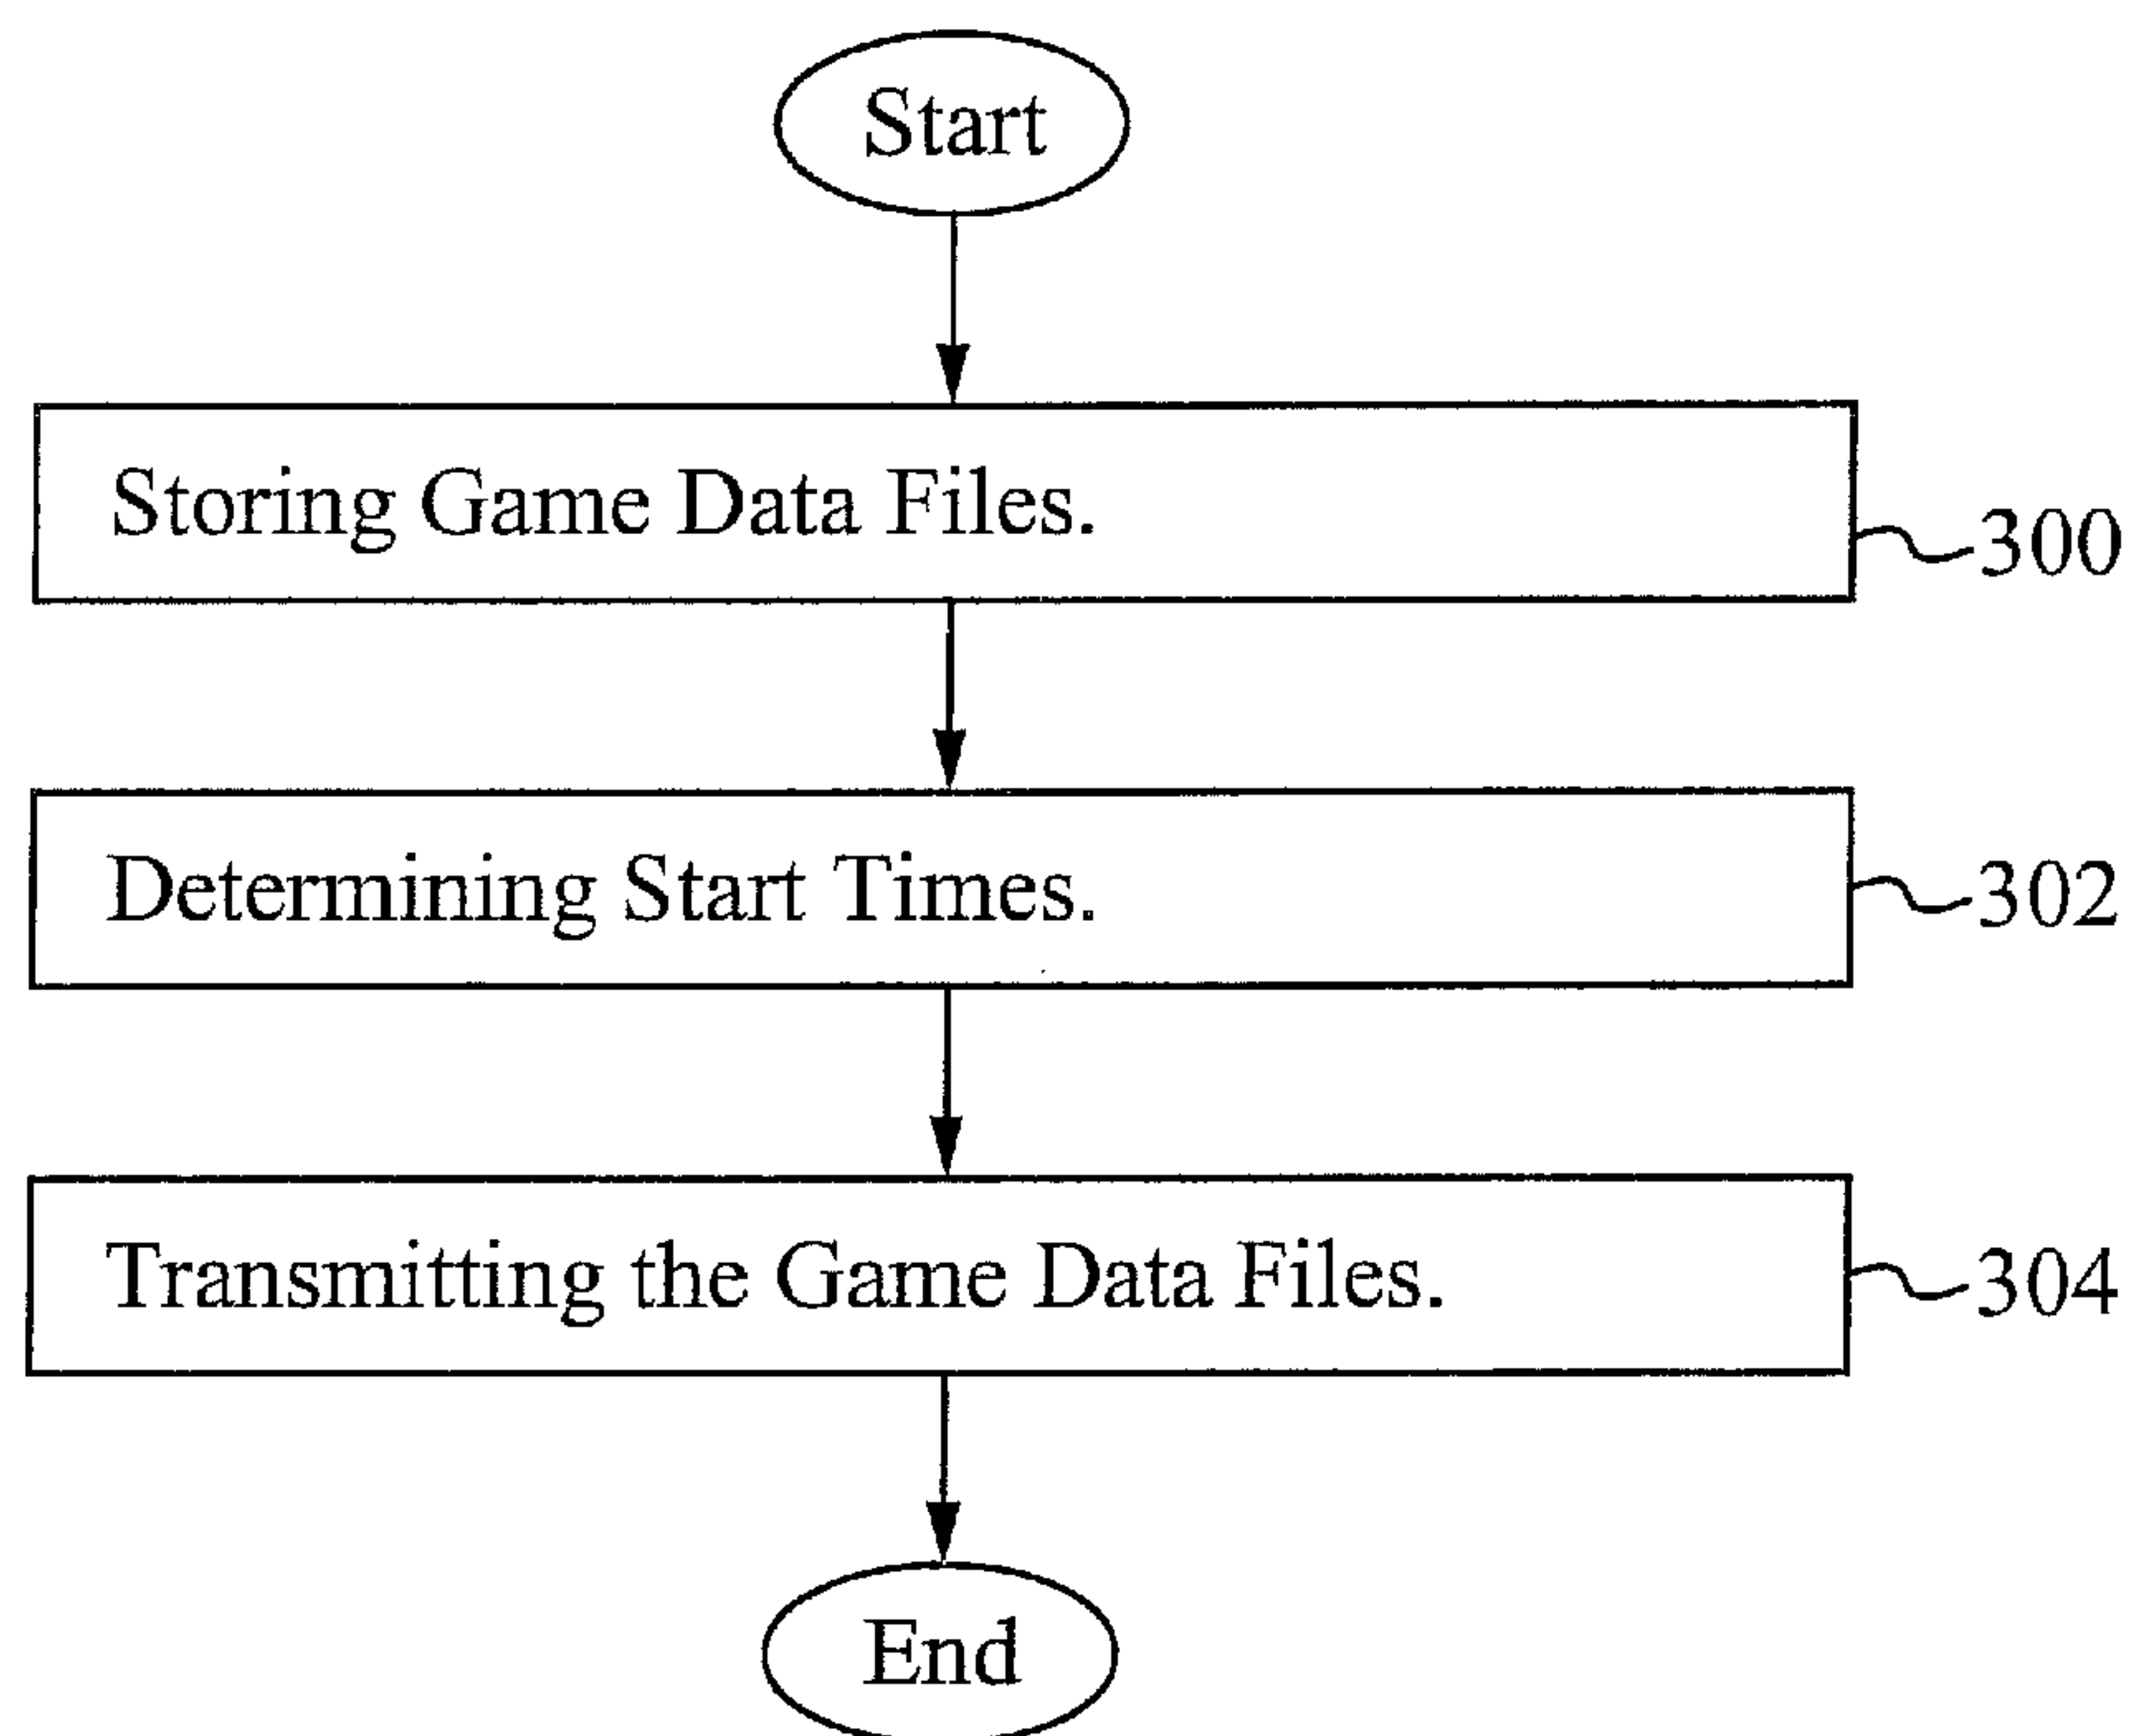 Start
Storing Game Data Files.
300
Determining Start Times.
302
Transmitting the Game Data Files.
304
End